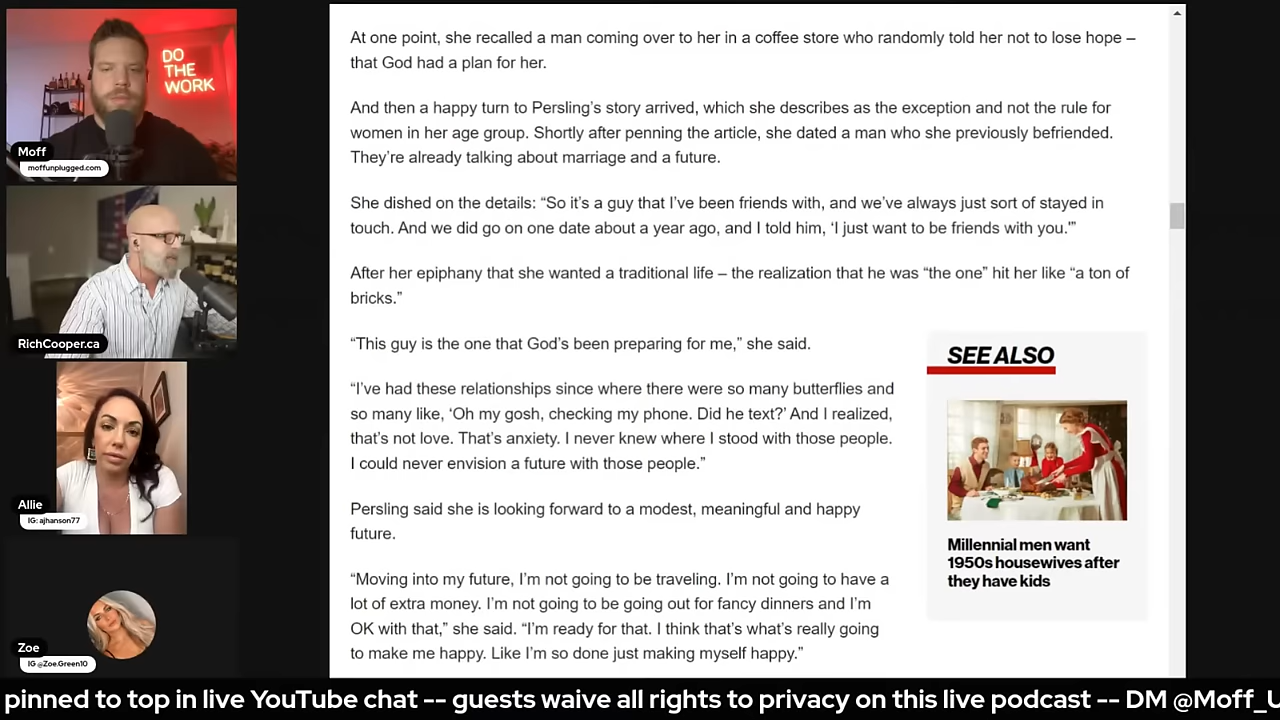 DO
THE
WORK
Moff
moffunplugged.com
RichCooper.ca
Allie
IG: ajhanson77
Zoe
IG @Zoe.Green10
At one point, she recalled a man coming over to her in a coffee store who randomly told her not to lose hope –
that God had a plan for her.
And then a happy turn to Persling’s story arrived, which she describes as the exception and not the rule for
women in her age group. Shortly after penning the article, she dated a man who she previously befriended.
They’re already talking about marriage and a future.
She dished on the details: “So it’s a guy that I’ve been friends with, and we’ve always just sort of stayed in
touch. And we did go on one date about a year ago, and I told him, ‘I just want to be friends with you.’”
After her epiphany that she wanted a traditional life – the realization that he was “the one” hit her like “a ton of
bricks.”
“This guy is the one that God’s been preparing for me,” she said.
“I’ve had these relationships since where there were so many butterflies and
so many like, ‘Oh my gosh, checking my phone. Did he text?’ And I realized,
that’s not love. That’s anxiety. I never knew where I stood with those people.
I could never envision a future with those people.”
Persling said she is looking forward to a modest, meaningful and happy
future.
“Moving into my future, I’m not going to be traveling. I’m not going to have a
lot of extra money. I’m not going to be going out for fancy dinners and I’m
OK with that,” she said. “I’m ready for that. I think that’s what’s really going
to make me happy. Like I’m so done just making myself happy.”
SEE ALSO
Millennial men want
1950s housewives after
they have kids
pinned to top in live YouTube chat -- guests waive all rights to privacy on this live podcast -- DM @Moff_U